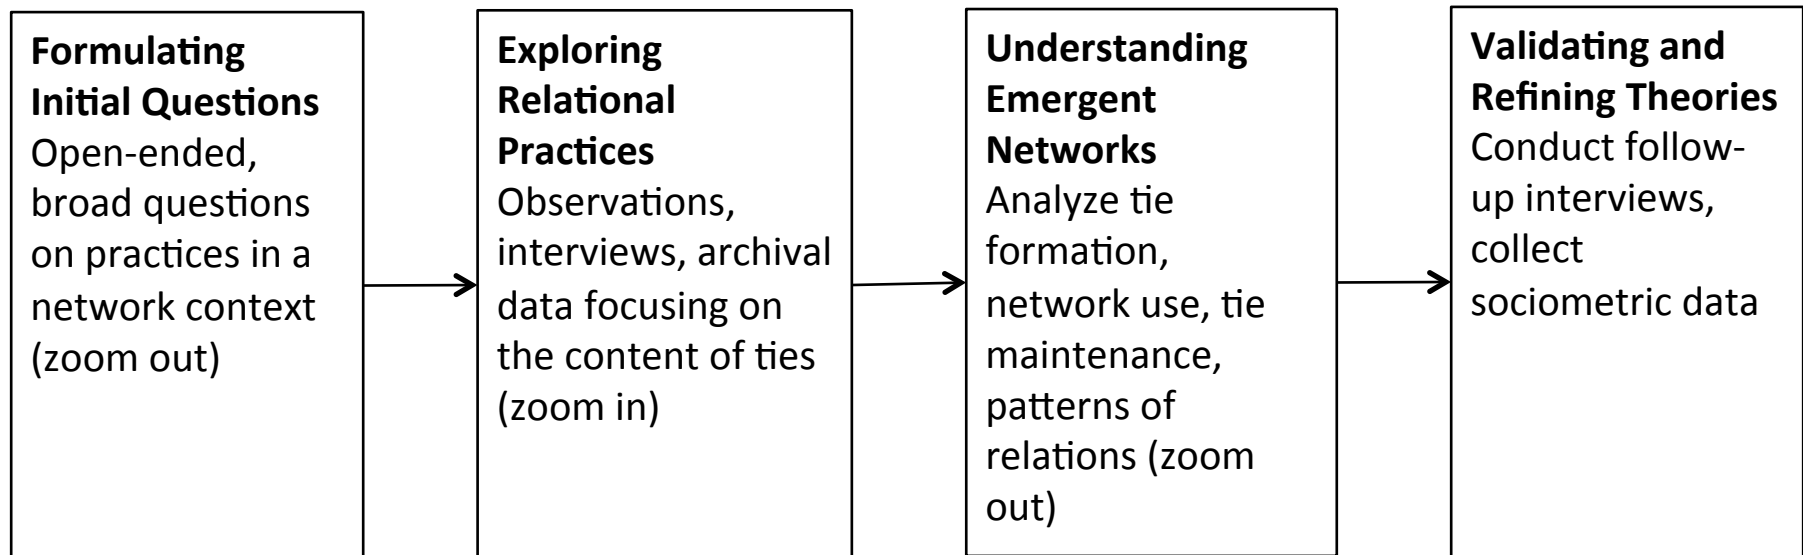 Formulating
Initial Questions
Open-ended,
broad questions
on practices in a
network context
(zoom out)
Exploring
Relational
Practices
Observations,
interviews, archival
data focusing on
the content of ties
(zoom in)
Understanding
Emergent
Networks
Analyze tie
formation,
network use, tie
maintenance,
patterns of
relations (zoom
out)
Validating and
Refining Theories
Conduct follow-
up interviews,
collect
sociometric data